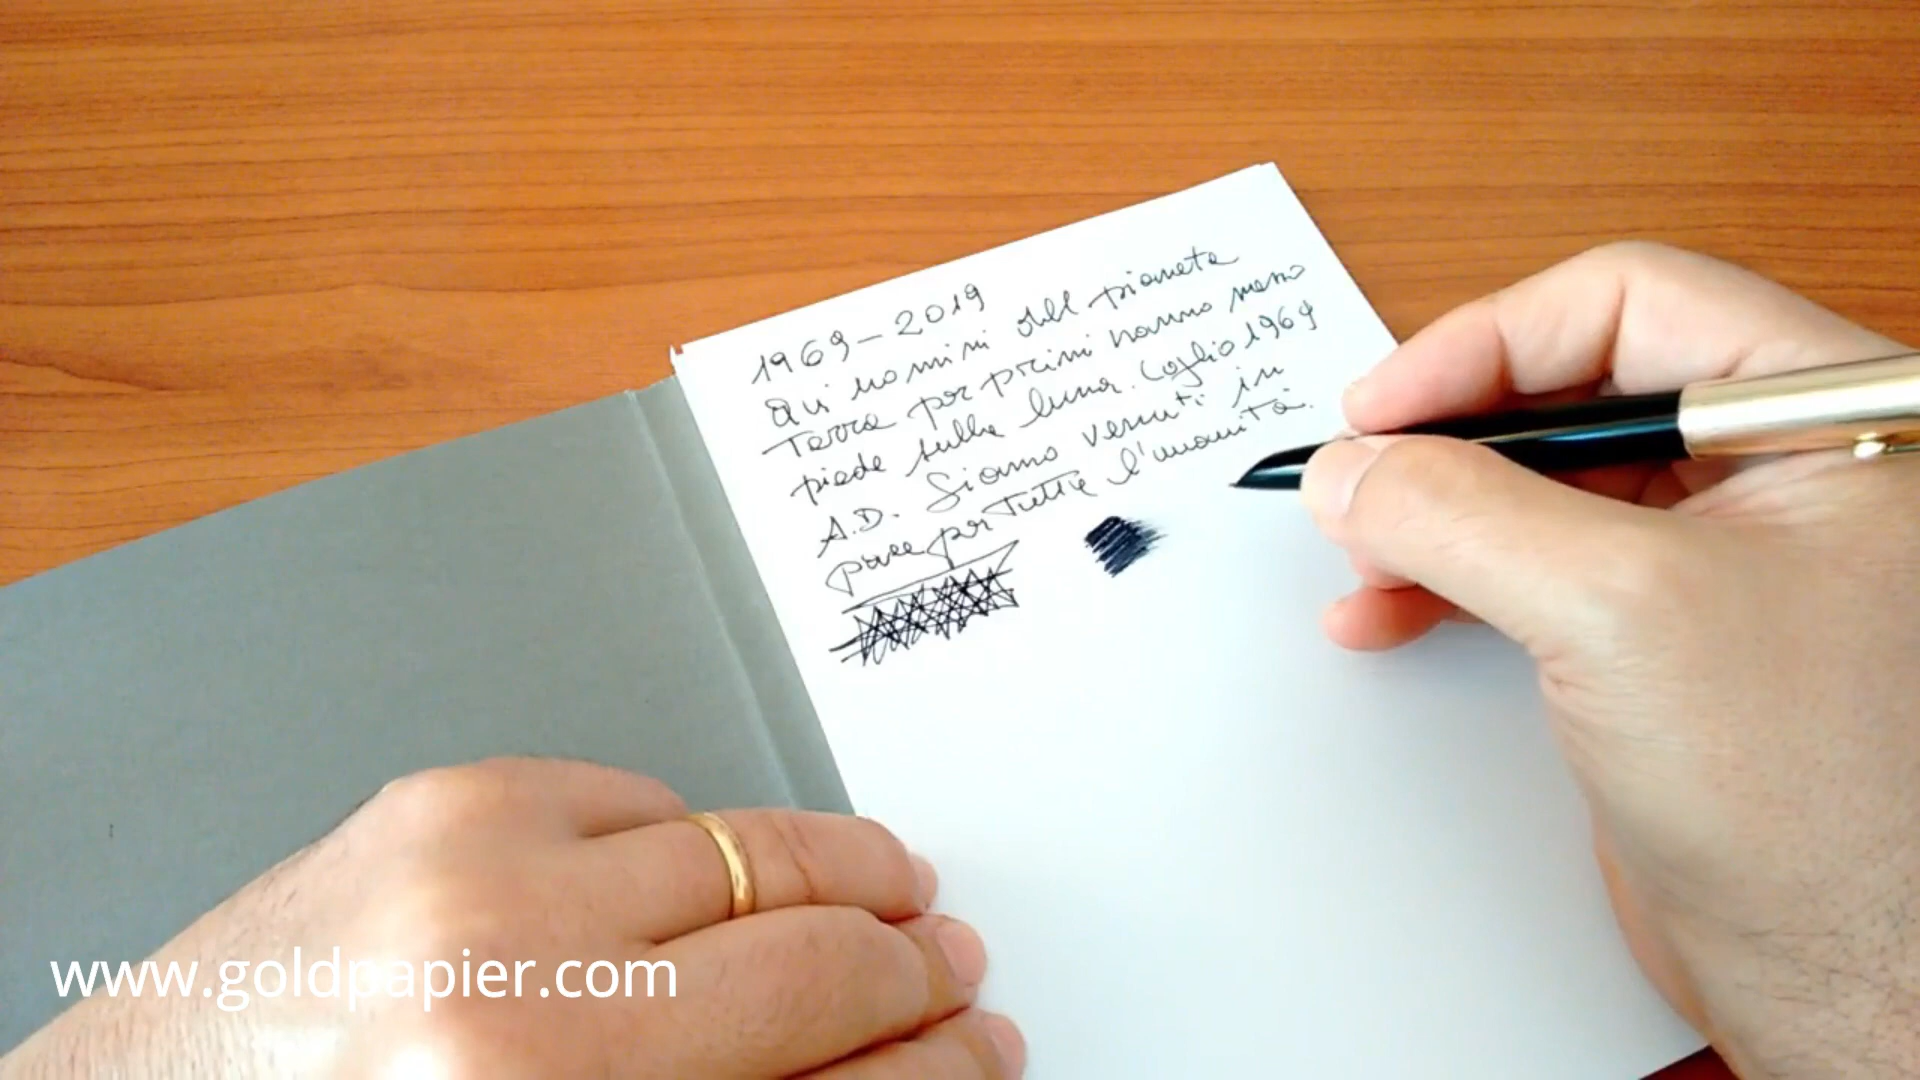 1969-2019
Qui uomini del pianeta
Terra per primi hanno messo
piede sulla luna. Luglio 1969
A.D. Siamo venuti in
pace per tutta l'umanità.
www.goldpapier.com